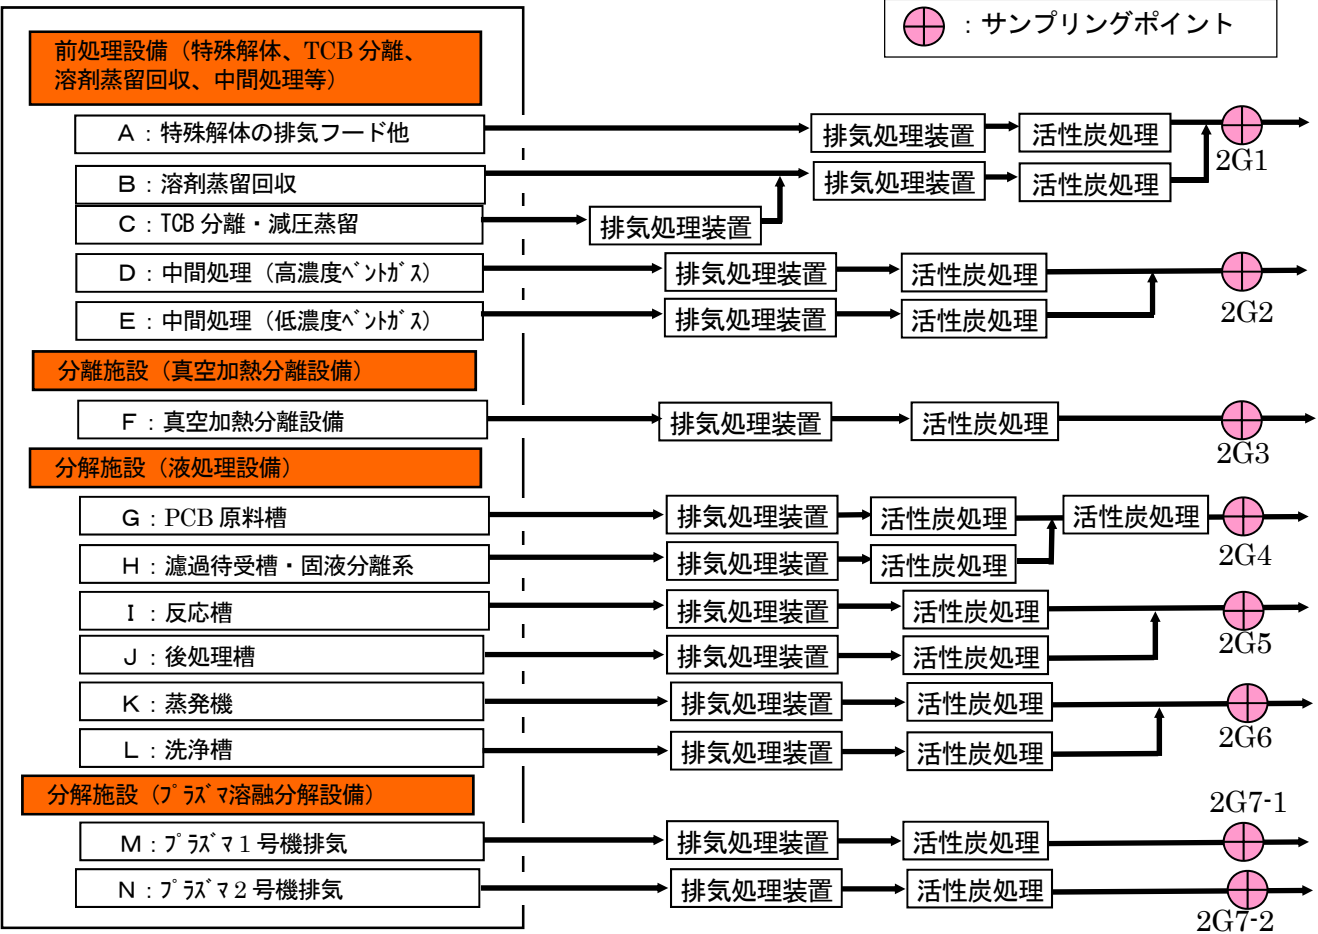 ：サンプリングポイント
前処理設備（特殊解体、TCB 分離、
溶剤蒸留回収、中間処理等）
A：特殊解体の排気フード他
排気処理装置
活性炭処理
2G1
B：溶剤蒸留回収
排気処理装置
活性炭処理
C：TCB 分離・減圧蒸留
排気処理装置
D：中間処理（高濃度ﾍﾞﾝﾄｶﾞｽ）
排気処理装置
活性炭処理
2G2
E：中間処理（低濃度ﾍﾞﾝﾄｶﾞｽ）
排気処理装置
活性炭処理
分離施設（真空加熱分離設備）
F：真空加熱分離設備
排気処理装置
活性炭処理
2G3
分解施設（液処理設備）
G：PCB 原料槽
排気処理装置
活性炭処理
活性炭処理
2G4
H：濾過待受槽・固液分離系
排気処理装置
活性炭処理
I：反応槽
排気処理装置
活性炭処理
2G5
J：後処理槽
排気処理装置
活性炭処理
K：蒸発機
排気処理装置
活性炭処理
2G6
L：洗浄槽
排気処理装置
活性炭処理
分解施設（ﾌﾟﾗｽﾞﾏ溶融分解設備）
2G7-1
M：ﾌﾟﾗｽﾞﾏ 1 号機排気
排気処理装置
活性炭処理
N：ﾌﾟﾗｽﾞﾏ 2 号機排気
排気処理装置
活性炭処理
2G7-2